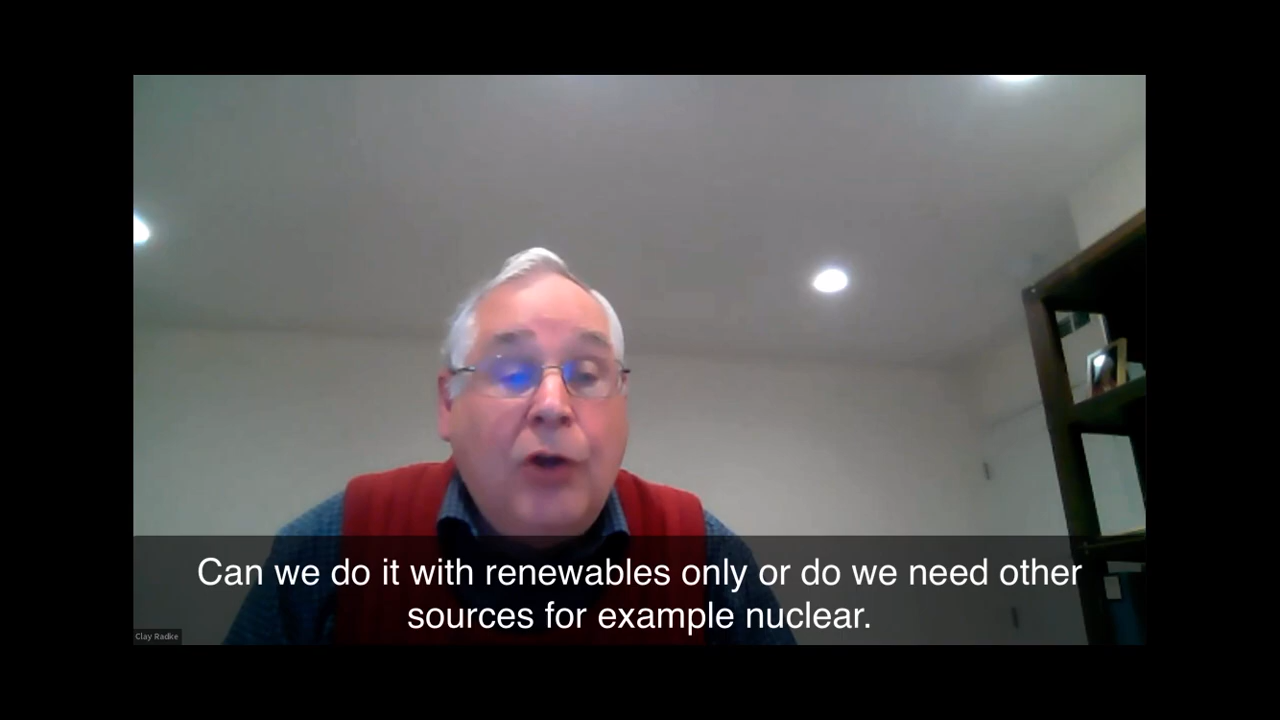 Can we do it with renewables only or do we need other
sources for example nuclear.
Clay Radke